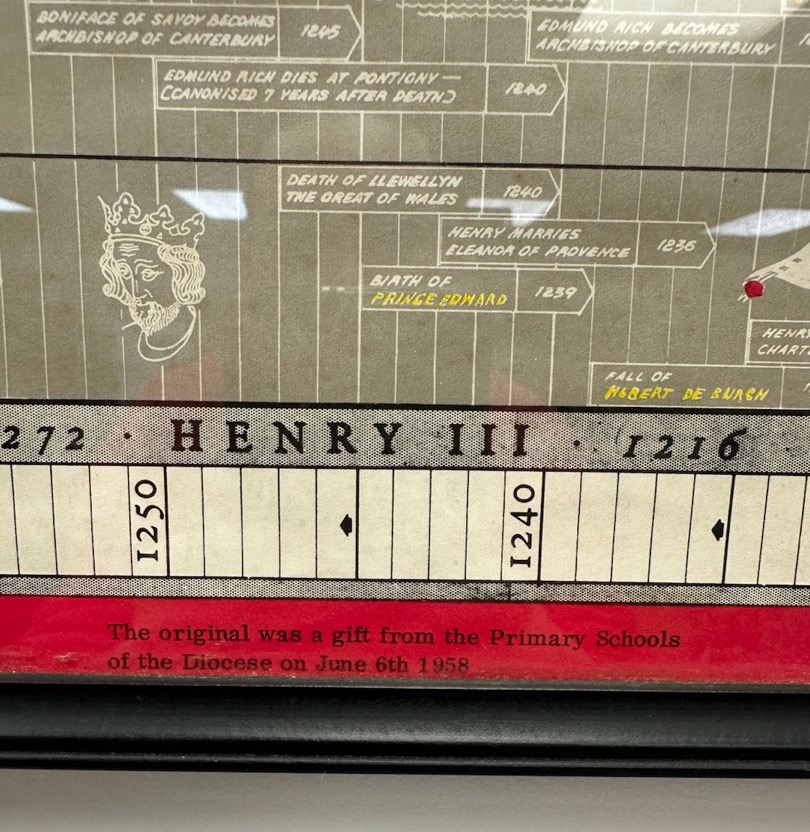 BONIFACE OF SAVOY BECOMES
ARCHBISHOP OF CANTERBURY
1245
EDMUND RICH BECOMES
ARCHBISHOP OF CANTERBURY
EDMUND RICH DIES AT PONTIGNY —
(CANONISED 7 YEARS AFTER DEATH)
1240
DEATH OF LLEWELLYN
THE GREAT OF WALES
1240
HENRY MARRIES
ELEANOR OF PROVENCE
1236
BIRTH OF
PRINCE EDWARD
1239
HENRY
CHART
FALL OF
HUBERT DE BURGH
272 · HENRY III · 1216
1250
1240
The original was a gift from the Primary Schools
of the Diocese on June 6th 1958